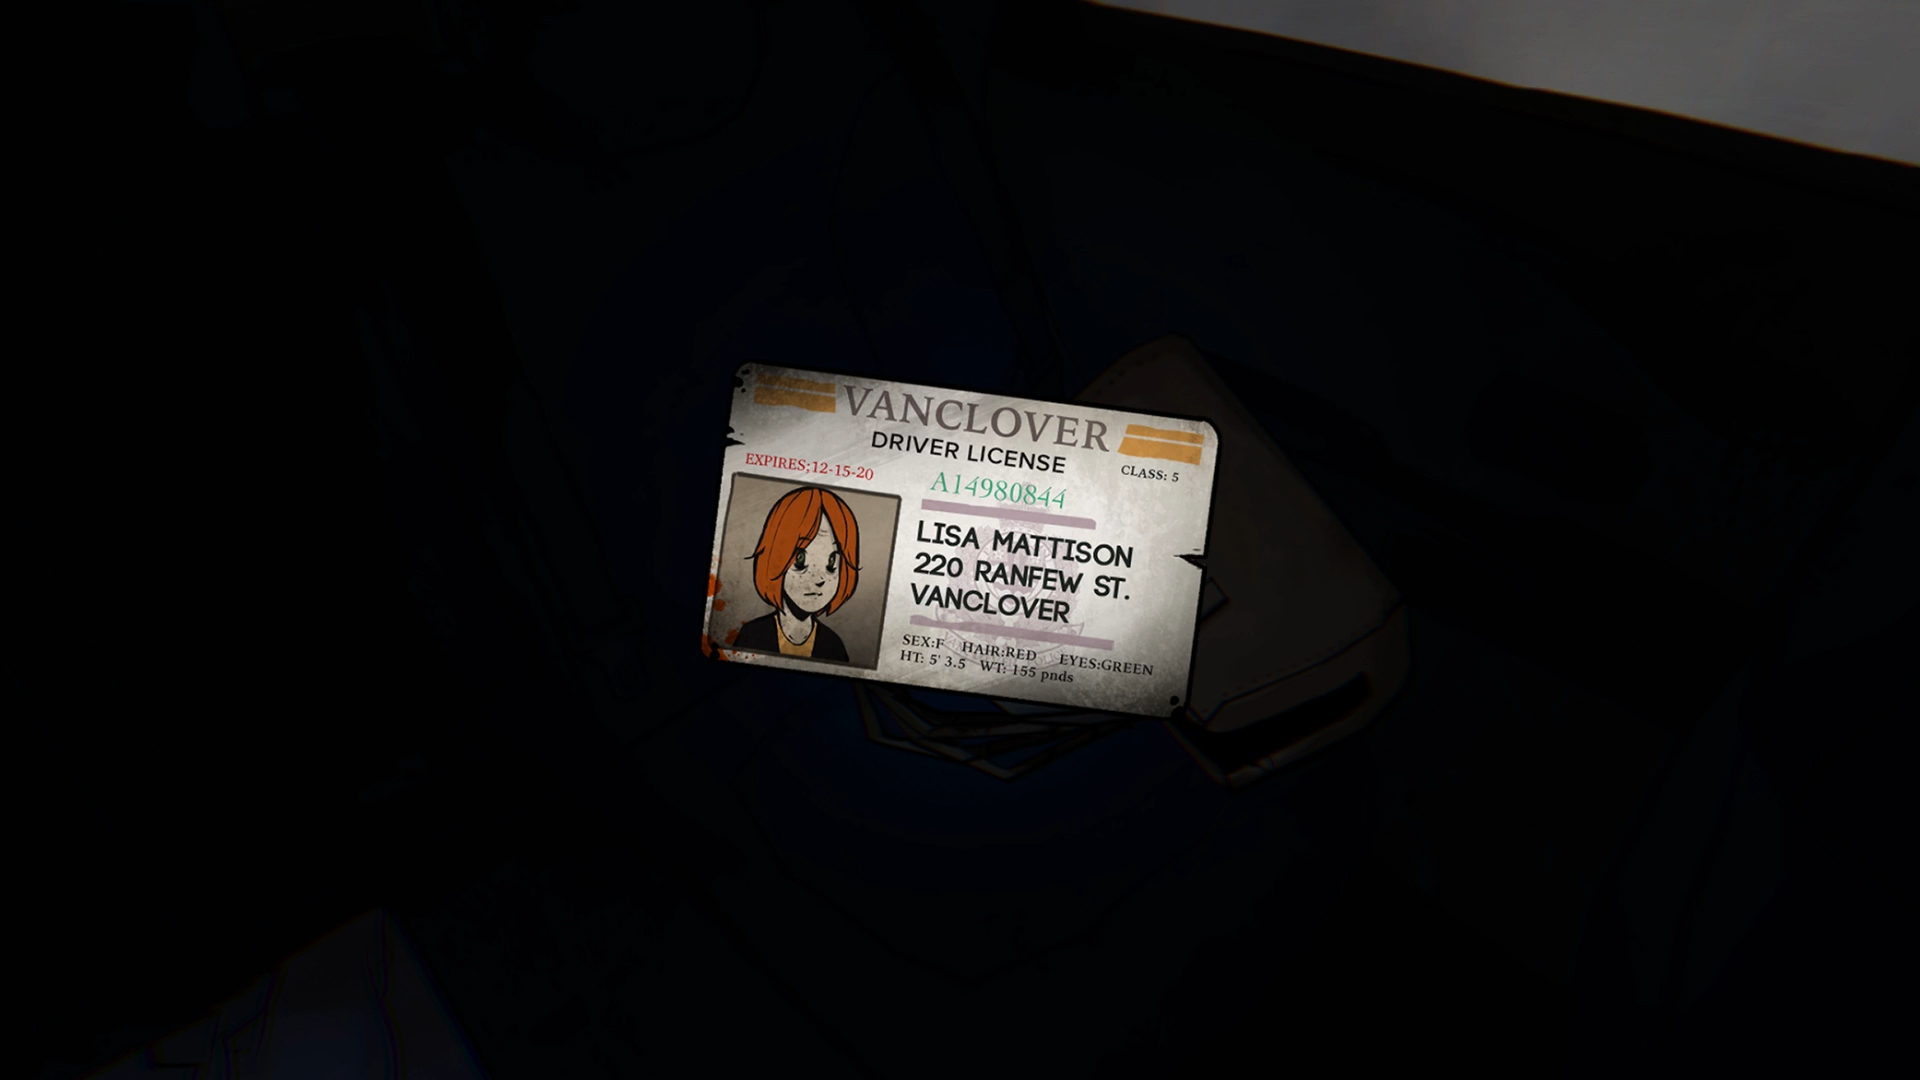 VANCLOVER
DRIVER LICENSE
EXPIRES;12-15-20
CLASS: 5
A14980844
LISA MATTISON
220 RANFEW ST.
VANCLOVER
SEX:F HAIR:RED EYES:GREEN
HT: 5' 3.5 WT: 155 pnds